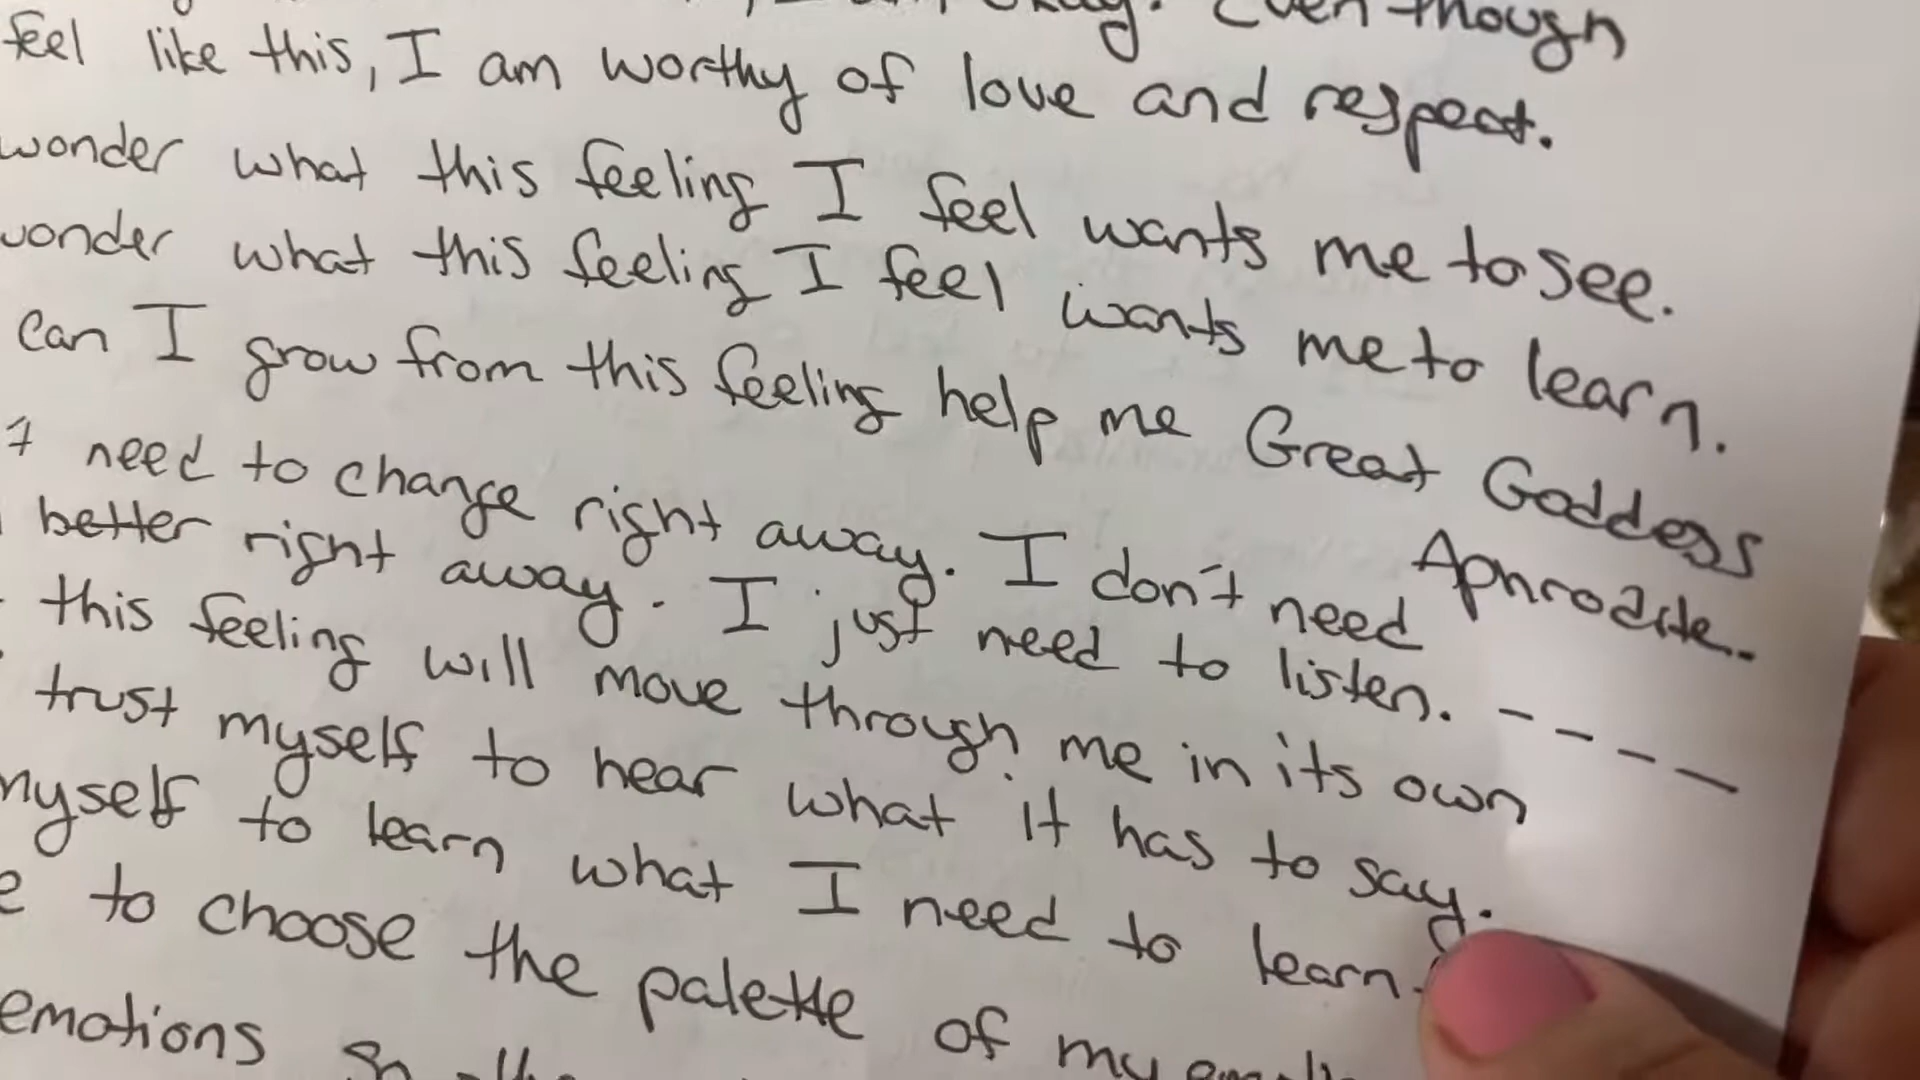 okay. Even though
feel like this, I am worthy of love and respect.
wonder what this feeling I feel wants me to see.
wonder what this feeling I feel wants me to learn.
can I grow from this feeling help me Great Goddess
Aphrodite.
need to change right away. I don't need
better right away. I just need to listen. ----
this feeling will move through me in its own
trust myself to hear what it has to say.
myself to learn what I need to learn.
to choose the palette of my
emotions so